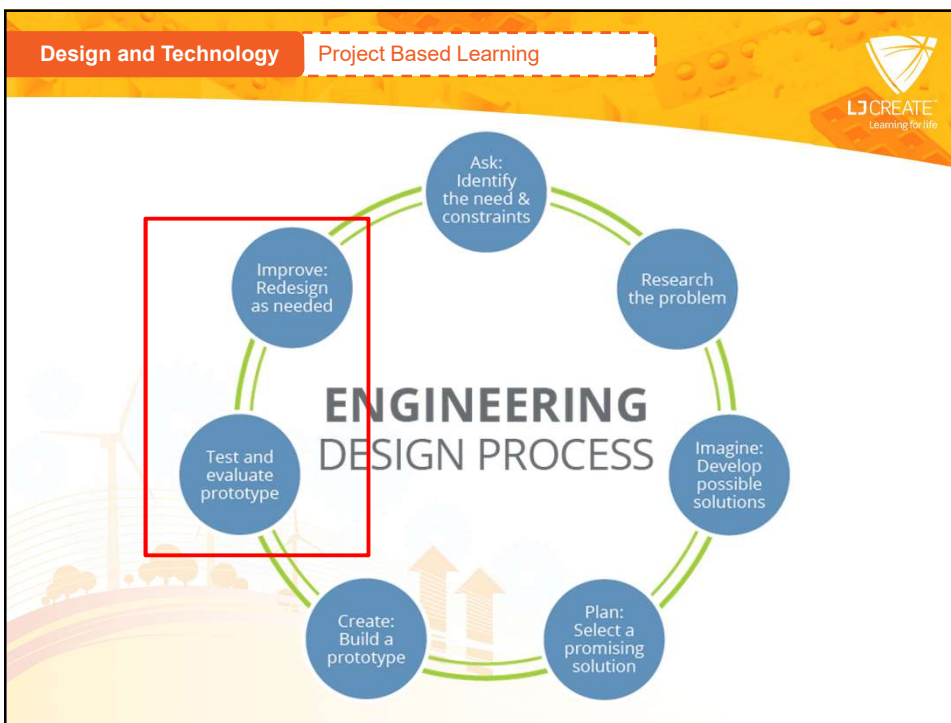 Design and Technology
Project Based Learning
LJCREATE™
Learning for life
Ask:
Identify
the need &
constraints
Research
the problem
Imagine:
Develop
possible
solutions
Plan:
Select a
promising
solution
Create:
Build a
prototype
Test and
evaluate
prototype
Improve:
Redesign
as needed
ENGINEERING
DESIGN PROCESS